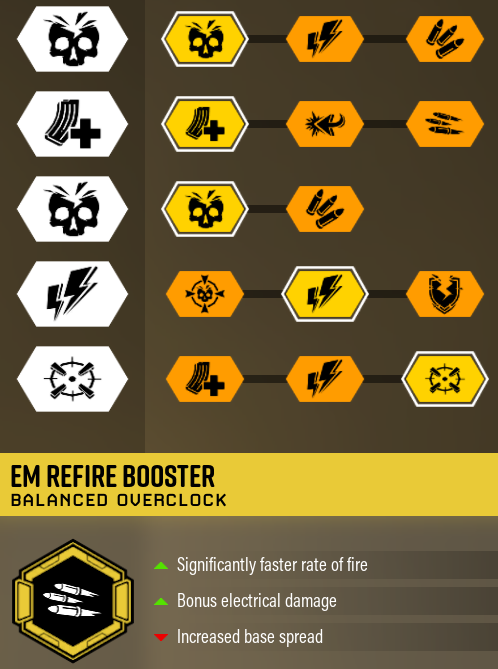 EM REFIRE BOOSTER
BALANCED OVERCLOCK
Significantly faster rate of fire
Bonus electrical damage
Increased base spread